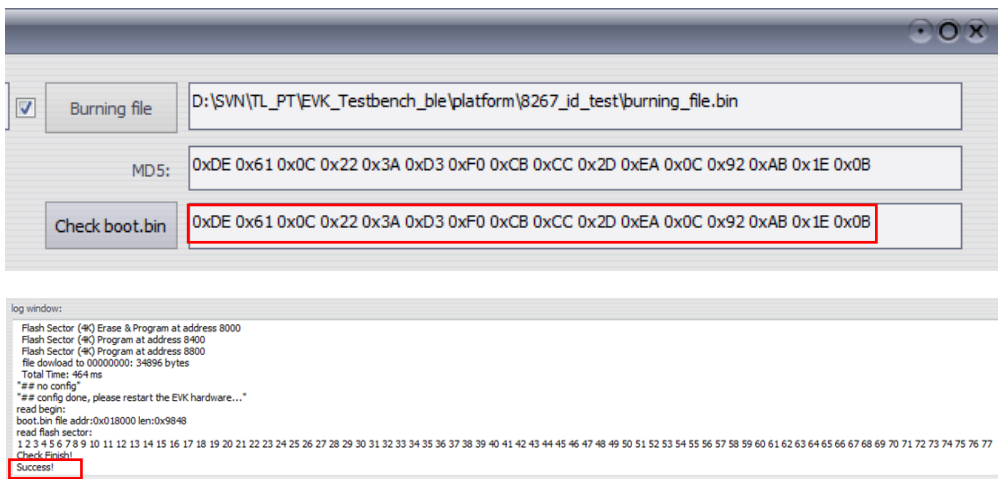 Burning file
D:\SVN\TL_PT\EVK_Testbench_ble\platform\8267_id_test\burning_file.bin
MD5:
0xDE 0x61 0x0C 0x22 0x3A 0xD3 0xF0 0xCB 0xCC 0x2D 0xEA 0x0C 0x92 0xAB 0x1E 0x0B
Check boot.bin
0xDE 0x61 0x0C 0x22 0x3A 0xD3 0xF0 0xCB 0xCC 0x2D 0xEA 0x0C 0x92 0xAB 0x1E 0x0B
log window:
Flash Sector (4K) Erase & Program at address 8000
Flash Sector (4K) Program at address 8400
Flash Sector (4K) Program at address 8800
file dowload to 00000000: 34896 bytes
Total Time: 464 ms
"## no config"
"## config done, please restart the EVK hardware..."
read begin:
boot.bin file addr:0x018000 len:0x9848
read flash sector:
1 2 3 4 5 6 7 8 9 10 11 12 13 14 15 16 17 18 19 20 21 22 23 24 25 26 27 28 29 30 31 32 33 34 35 36 37 38 39 40 41 42 43 44 45 46 47 48 49 50 51 52 53 54 55 56 57 58 59 60 61 62 63 64 65 66 67 68 69 70 71 72 73 74 75 76 77
Check Finish!
Success!